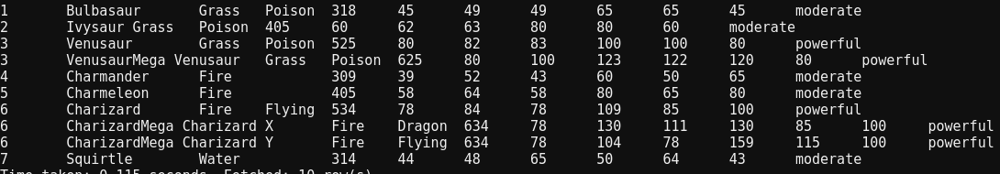 1 Bulbasaur Grass Poison 318 45 49 49 65 65 45 moderate
2 Ivysaur Grass Poison 405 60 62 63 80 80 60 moderate
3 Venusaur Grass Poison 525 80 82 83 100 100 80 powerful
3 VenusaurMega Venusaur Grass Poison 625 80 100 123 122 120 80 powerful
4 Charmander Fire 309 39 52 43 60 50 65 moderate
5 Charmeleon Fire 405 58 64 58 80 65 80 moderate
6 Charizard Fire Flying 534 78 84 78 109 85 100 powerful
6 CharizardMega Charizard X Fire Dragon 634 78 130 111 130 85 100 powerful
6 CharizardMega Charizard Y Fire Flying 634 78 104 78 159 115 100 powerful
7 Squirtle Water 314 44 48 65 50 64 43 moderate
Time taken: 0.115 seconds, Fetched: 10 row(s)